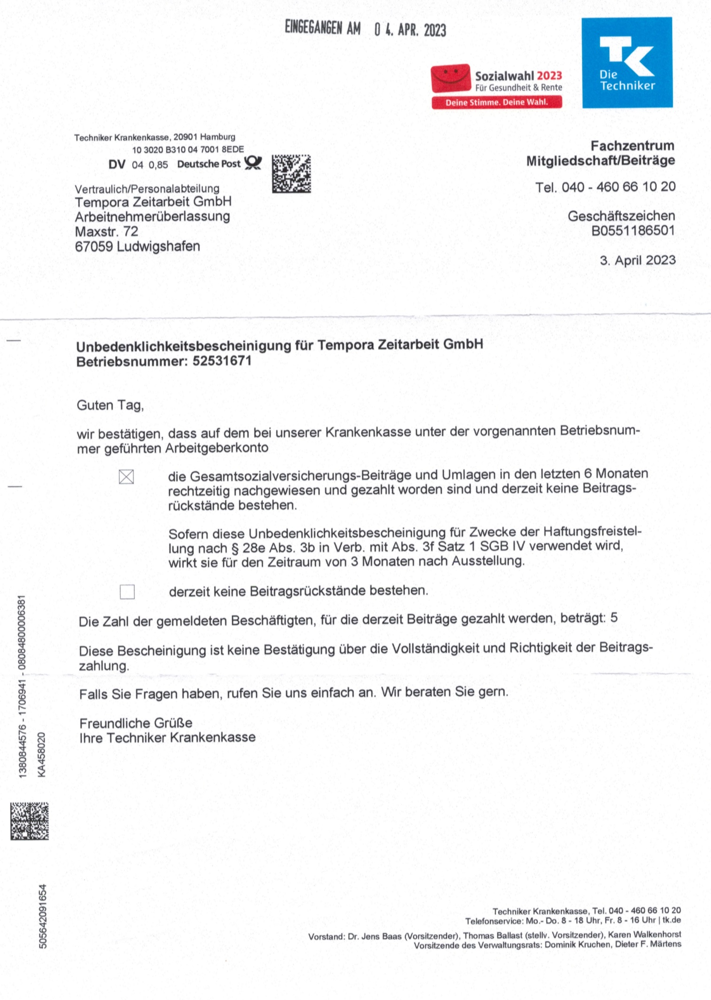 EINGEGANGEN AM 0 4. APR. 2023
Sozialwahl 2023
Für Gesundheit & Rente
Deine Stimme. Deine Wahl.
TK
Die
Techniker
Techniker Krankenkasse, 20901 Hamburg
10 3020 B310 04 7001 8EDE
DV 04 0,85 Deutsche Post
Vertraulich/Personalabteilung
Tempora Zeitarbeit GmbH
Arbeitnehmerüberlassung
Maxstr. 72
67059 Ludwigshafen
Fachzentrum
Mitgliedschaft/Beiträge
Tel. 040 - 460 66 10 20
Geschäftszeichen
B0551186501
3. April 2023
Unbedenklichkeitsbescheinigung für Tempora Zeitarbeit GmbH
Betriebsnummer: 52531671
Guten Tag,
wir bestätigen, dass auf dem bei unserer Krankenkasse unter der vorgenannten Betriebsnum-
mer geführten Arbeitgeberkonto
die Gesamtsozialversicherungs-Beiträge und Umlagen in den letzten 6 Monaten
rechtzeitig nachgewiesen und gezahlt worden sind und derzeit keine Beitrags-
rückstände bestehen.
Sofern diese Unbedenklichkeitsbescheinigung für Zwecke der Haftungsfreistel-
lung nach § 28e Abs. 3b in Verb. mit Abs. 3f Satz 1 SGB IV verwendet wird,
wirkt sie für den Zeitraum von 3 Monaten nach Ausstellung.
derzeit keine Beitragsrückstände bestehen.
Die Zahl der gemeldeten Beschäftigten, für die derzeit Beiträge gezahlt werden, beträgt: 5
Diese Bescheinigung ist keine Bestätigung über die Vollständigkeit und Richtigkeit der Beitrags-
zahlung.
Falls Sie Fragen haben, rufen Sie uns einfach an. Wir beraten Sie gern.
Freundliche Grüße
Ihre Techniker Krankenkasse
1380844576 - 1706941 - 0808480006381
KA458020
505642091654
Techniker Krankenkasse, Tel. 040 - 460 66 10 20
Telefonservice: Mo.- Do. 8 - 18 Uhr, Fr. 8 - 16 Uhr | tk.de
Vorstand: Dr. Jens Baas (Vorsitzender), Thomas Ballast (stellv. Vorsitzender), Karen Walkenhorst
Vorsitzende des Verwaltungsrats: Dominik Kruchen, Dieter F. Märtens